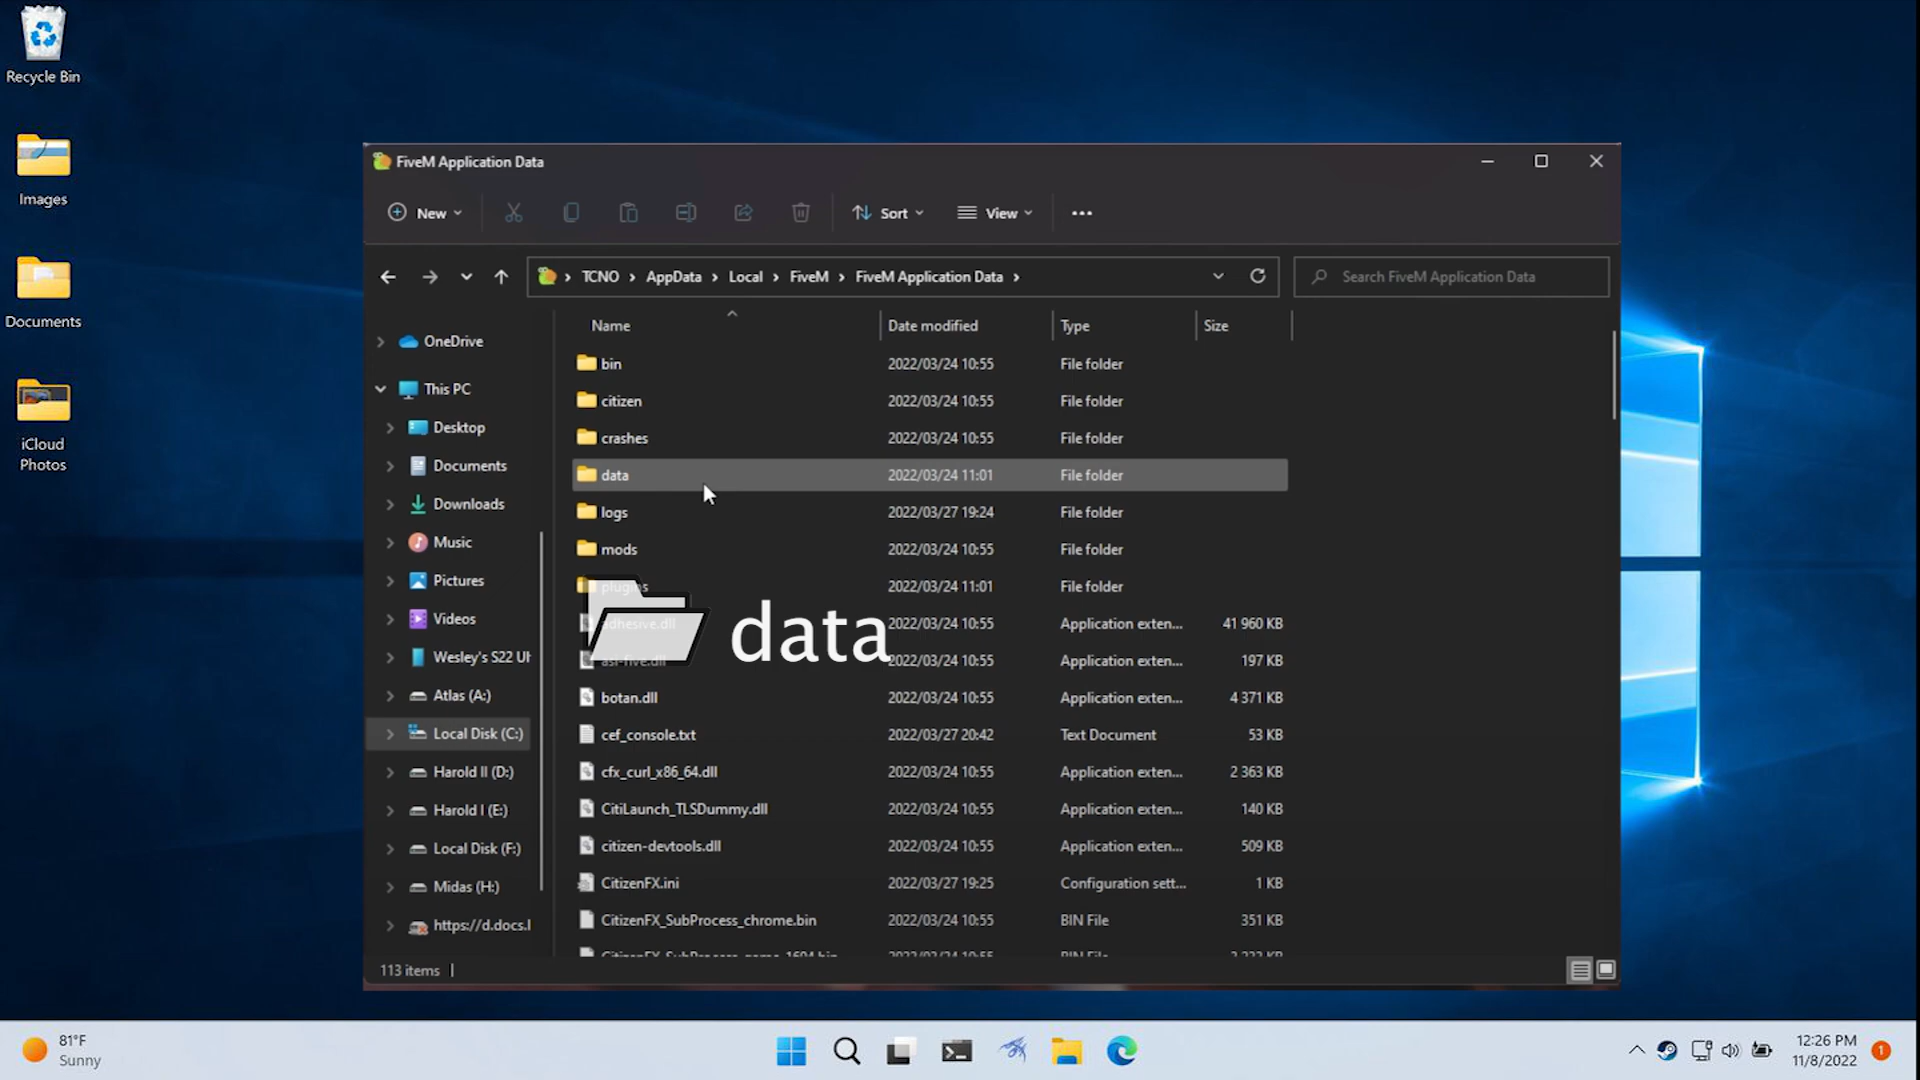 Recycle Bin
Images
Documents
iCloud
Photos
FiveM Application Data
New
Sort
View
TCNO > AppData > Local > FiveM > FiveM Application Data >
Search FiveM Application Data
OneDrive
This PC
Desktop
Documents
Downloads
Music
Pictures
Videos
Wesley's S22 Ul
Atlas (A:)
Local Disk (C:)
Harold II (D:)
Harold I (E:)
Local Disk (F:)
Midas (H:)
https://d.docs.l
Name Date modified Type Size
bin 2022/03/24 10:55 File folder
citizen 2022/03/24 10:55 File folder
crashes 2022/03/24 10:55 File folder
data 2022/03/24 11:01 File folder
logs 2022/03/27 19:24 File folder
mods 2022/03/24 10:55 File folder
plugins 2022/03/24 11:01 File folder
adhesive.dll 2022/03/24 10:55 Application exten... 41 960 KB
data
asi-five.dll 2022/03/24 10:55 Application exten... 197 KB
botan.dll 2022/03/24 10:55 Application exten... 4 371 KB
cef_console.txt 2022/03/27 20:42 Text Document 53 KB
cfx_curl_x86_64.dll 2022/03/24 10:55 Application exten... 2 363 KB
CitiLaunch_TLSDummy.dll 2022/03/24 10:55 Application exten... 140 KB
citizen-devtools.dll 2022/03/24 10:55 Application exten... 509 KB
CitizenFX.ini 2022/03/27 19:25 Configuration sett... 1 KB
CitizenFX_SubProcess_chrome.bin 2022/03/24 10:55 BIN File 351 KB
113 items
81°F
Sunny
12:26 PM
11/8/2022
1